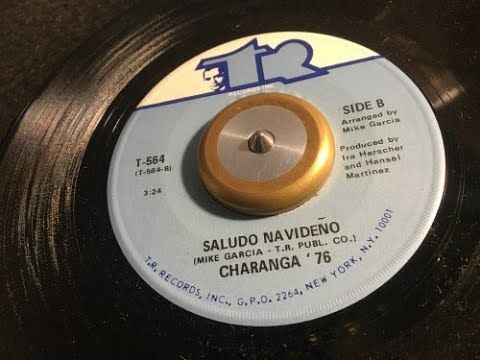 TR
RECORDS INC.
SIDE B
Arranged by
Mike Garcia
Produced by
Ira Herscher
and Hensel
Martinez
T-564
(T-564-B)
3:24
SALUDO NAVIDEÑO
(MIKE GARCIA - T.R. PUBL. CO.)
CHARANGA '76
T.R. RECORDS, INC., G.P.O. 2264, NEW YORK, N.Y. 10001